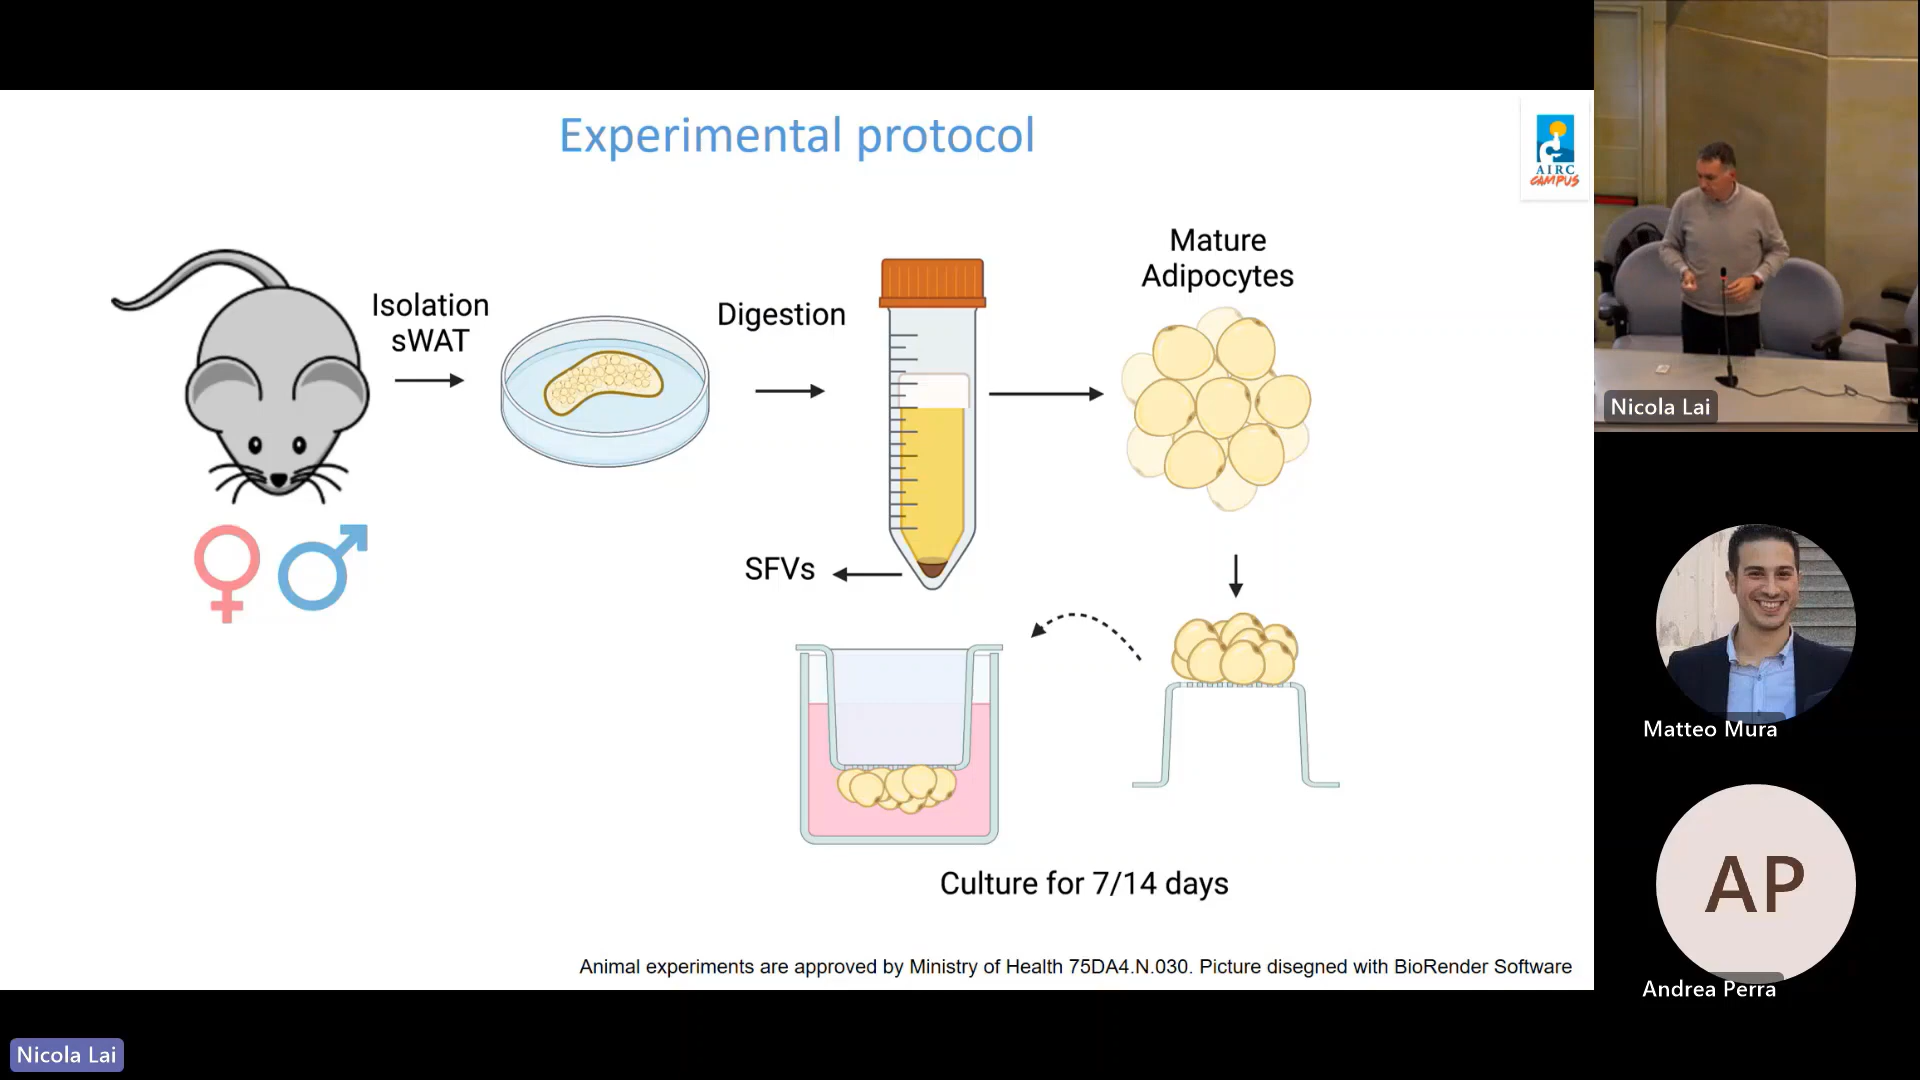 Experimental protocol
AIRC
CAMPUS
Isolation
sWAT
Digestion
Mature
Adipocytes
SFVs
Culture for 7/14 days
Animal experiments are approved by Ministry of Health 75DA4.N.030. Picture disegned with BioRender Software
Nicola Lai
Matteo Mura
AP
Andrea Perra
Nicola Lai